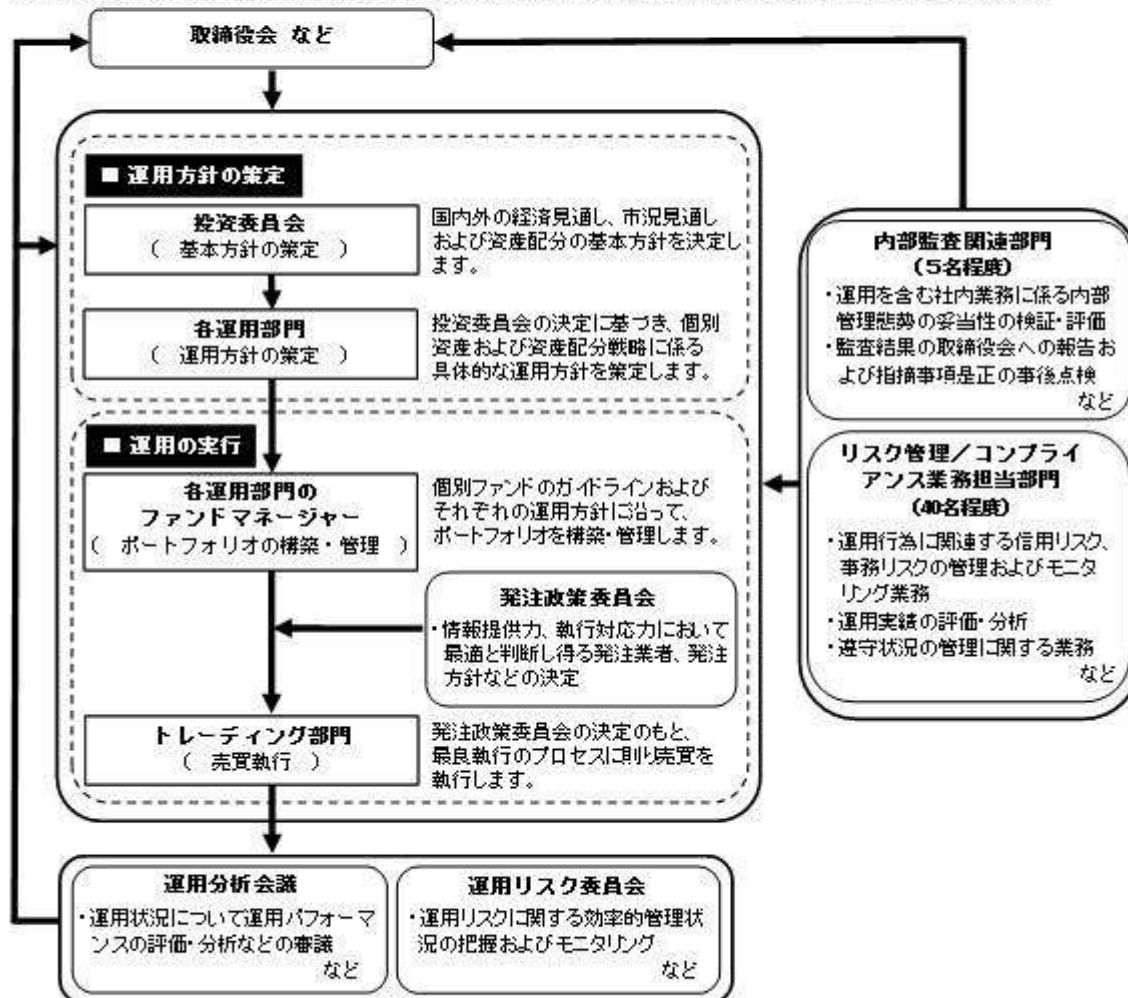 取締役会 など
■ 運用方針の策定
投資委員会
( 基本方針の策定 )
国内外の経済見通し、市況見通し
および資産配分の基本方針を決定し
ます。
各運用部門
( 運用方針の策定 )
投資委員会の決定に基づき、個別
資産および資産配分戦略に係る
具体的な運用方針を策定します。
■ 運用の実行
各運用部門の
ファンドマネージャー
( ポートフォリオの構築・管理 )
個別ファンドのガイドラインおよび
それぞれの運用方針に沿って、
ポートフォリオを構築・管理します。
発注政策委員会
・情報提供力、執行対応力において
最適と判断し得る発注業者、発注
方針などの決定
トレーディング部門
( 売買執行 )
発注政策委員会の決定のもと、
最良執行のプロセスに則り売買を
執行します。
運用分析会議
・運用状況について運用パフォーマ
ンスの評価・分析などの審議
など
運用リスク委員会
・運用リスクに関する効率的管理状
況の把握およびモニタリング
など
内部監査関連部門
(5名程度)
・運用を含む社内業務に係る内部
管理態勢の妥当性の検証・評価
・監査結果の取締役会への報告お
よび指摘事項是正の事後点検
など
リスク管理/コンプライ
アンス業務担当部門
(40名程度)
・運用行為に関連する信用リスク、
事務リスクの管理およびモニタ
リング業務
・運用実績の評価・分析
・遵守状況の管理に関する業務
など